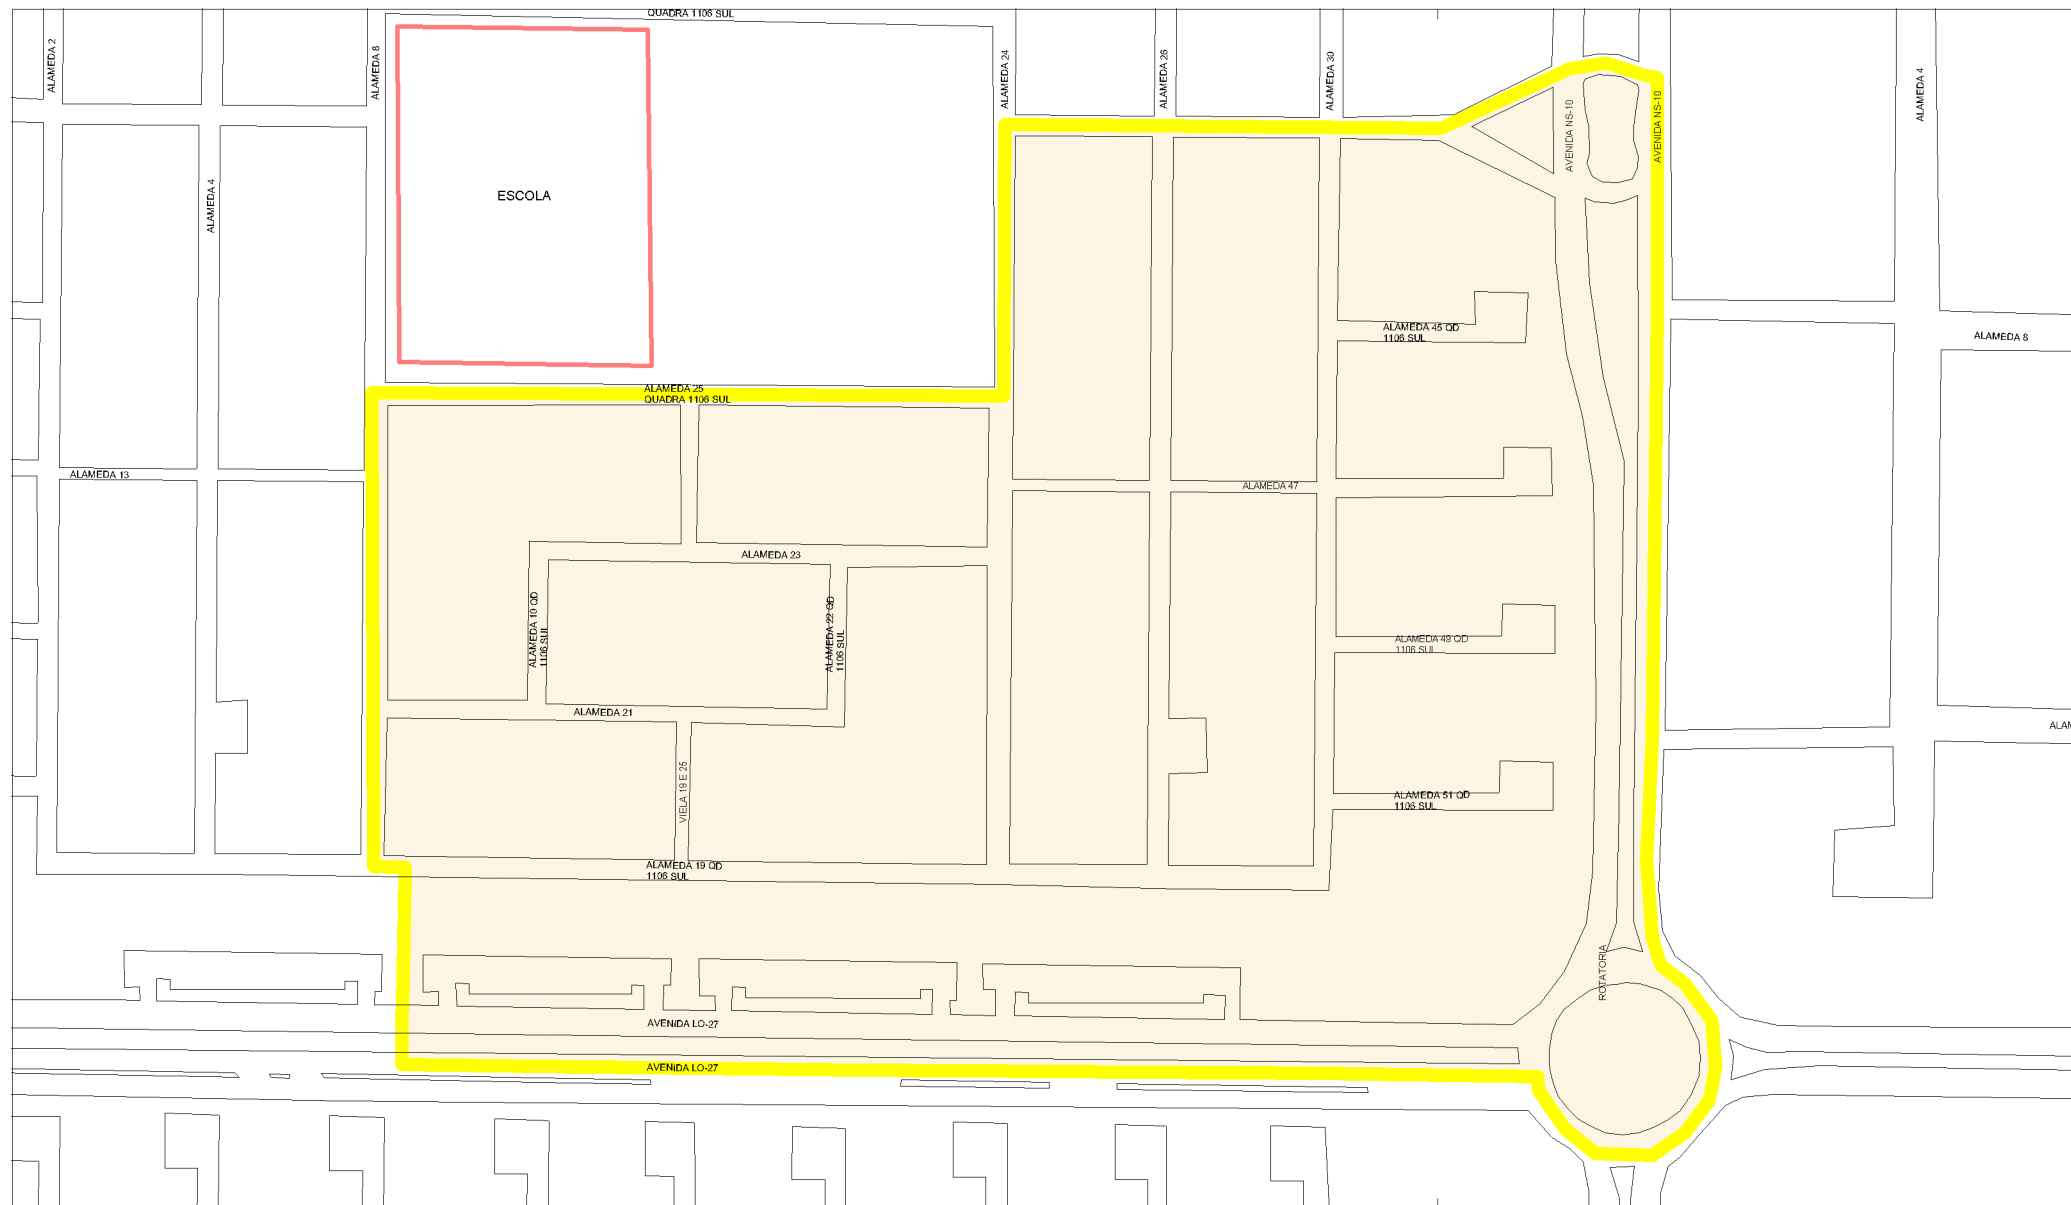 QUADRA 1106 SUL
ALAMEDA 2
ALAMEDA 8
ALAMEDA 24
ALAMEDA 26
ALAMEDA 30
AVENIDA NS-10
AVENIDA NS-10
ALAMEDA 4
ALAMEDA 4
ESCOLA
ALAMEDA 45 QD
1106 SUL
ALAMEDA 8
ALAMEDA 25
QUADRA 1106 SUL
ALAMEDA 13
ALAMEDA 47
ALAMEDA 23
ALAMEDA 10 QD
1106 SUL
ALAMEDA 22 QD
1106 SUL
ALAMEDA 49 QD
1106 SUL
ALAMEDA 21
ALAM
VIELA 19 E 25
ALAMEDA 51 QD
1106 SUL
ALAMEDA 19 QD
1106 SUL
ROTATORIA
AVENIDA LO-27
AVENIDA LO-27